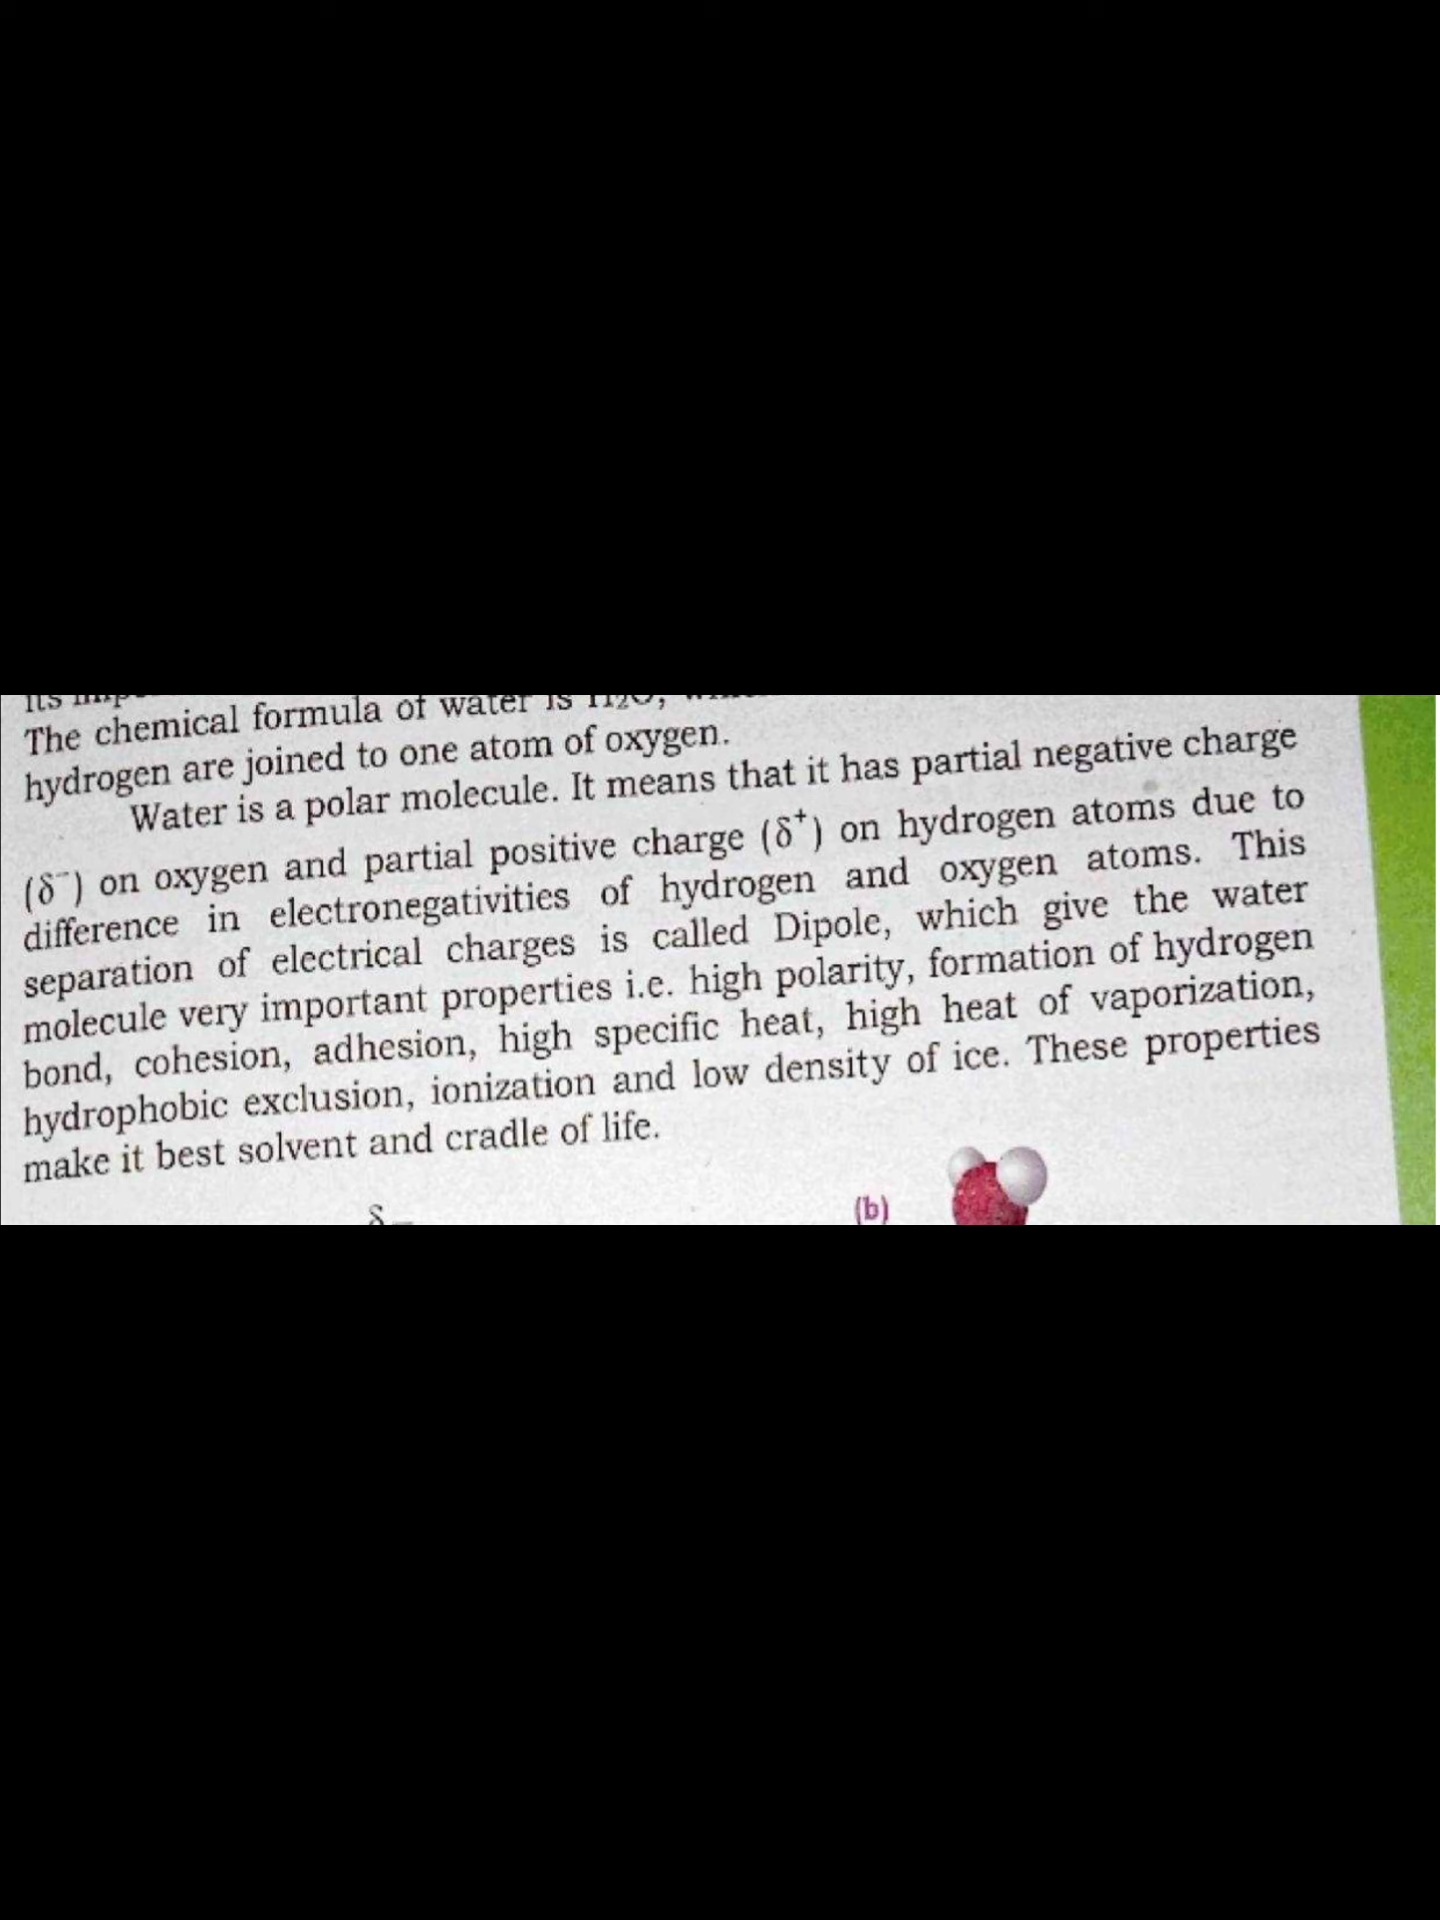 its
The chemical formula of water is H₂O,
hydrogen are joined to one atom of oxygen.
Water is a polar molecule. It means that it has partial negative charge
(δ⁻) on oxygen and partial positive charge (δ⁺) on hydrogen atoms due to
difference in electronegativities of hydrogen and oxygen atoms. This
separation of electrical charges is called Dipole, which give the water
molecule very important properties i.e. high polarity, formation of hydrogen
bond, cohesion, adhesion, high specific heat, high heat of vaporization,
hydrophobic exclusion, ionization and low density of ice. These properties
make it best solvent and cradle of life.
δ –
(b)